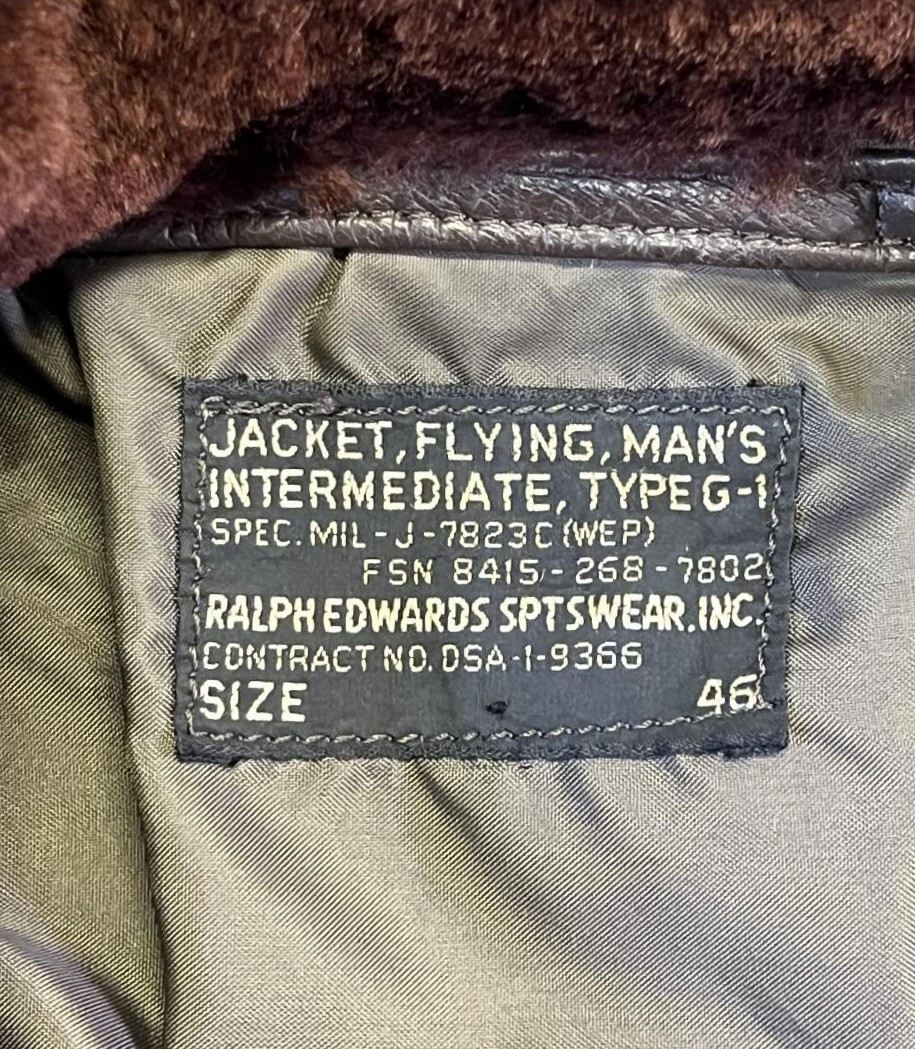 JACKET, FLYING, MAN'S
INTERMEDIATE, TYPE G-1
SPEC. MIL-J-7823C (WEP)
FSN 8415-268-7802
RALPH EDWARDS SPTSWEAR. INC.
CONTRACT NO. DSA-1-9366
SIZE 46